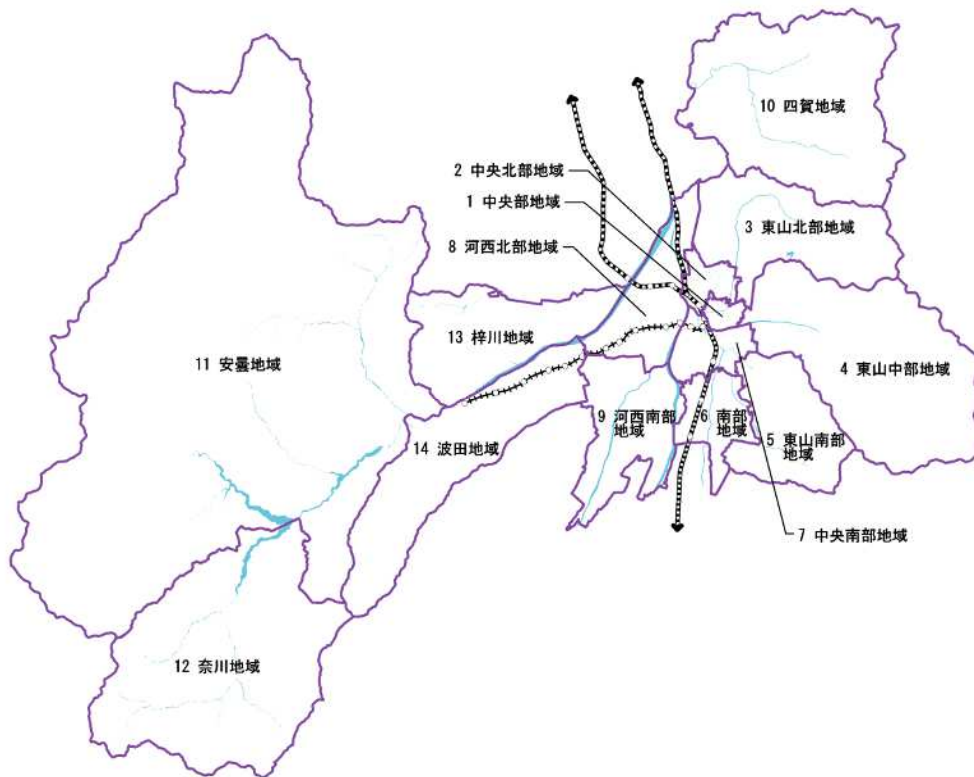 10 四賀地域
2 中央北部地域
1 中央部地域
3 東山北部地域
8 河西北部地域
13 梓川地域
11 安曇地域
4 東山中部地域
9 河西南部
地域
6 南部
地域
5 東山南部
地域
14 波田地域
7 中央南部地域
12 奈川地域